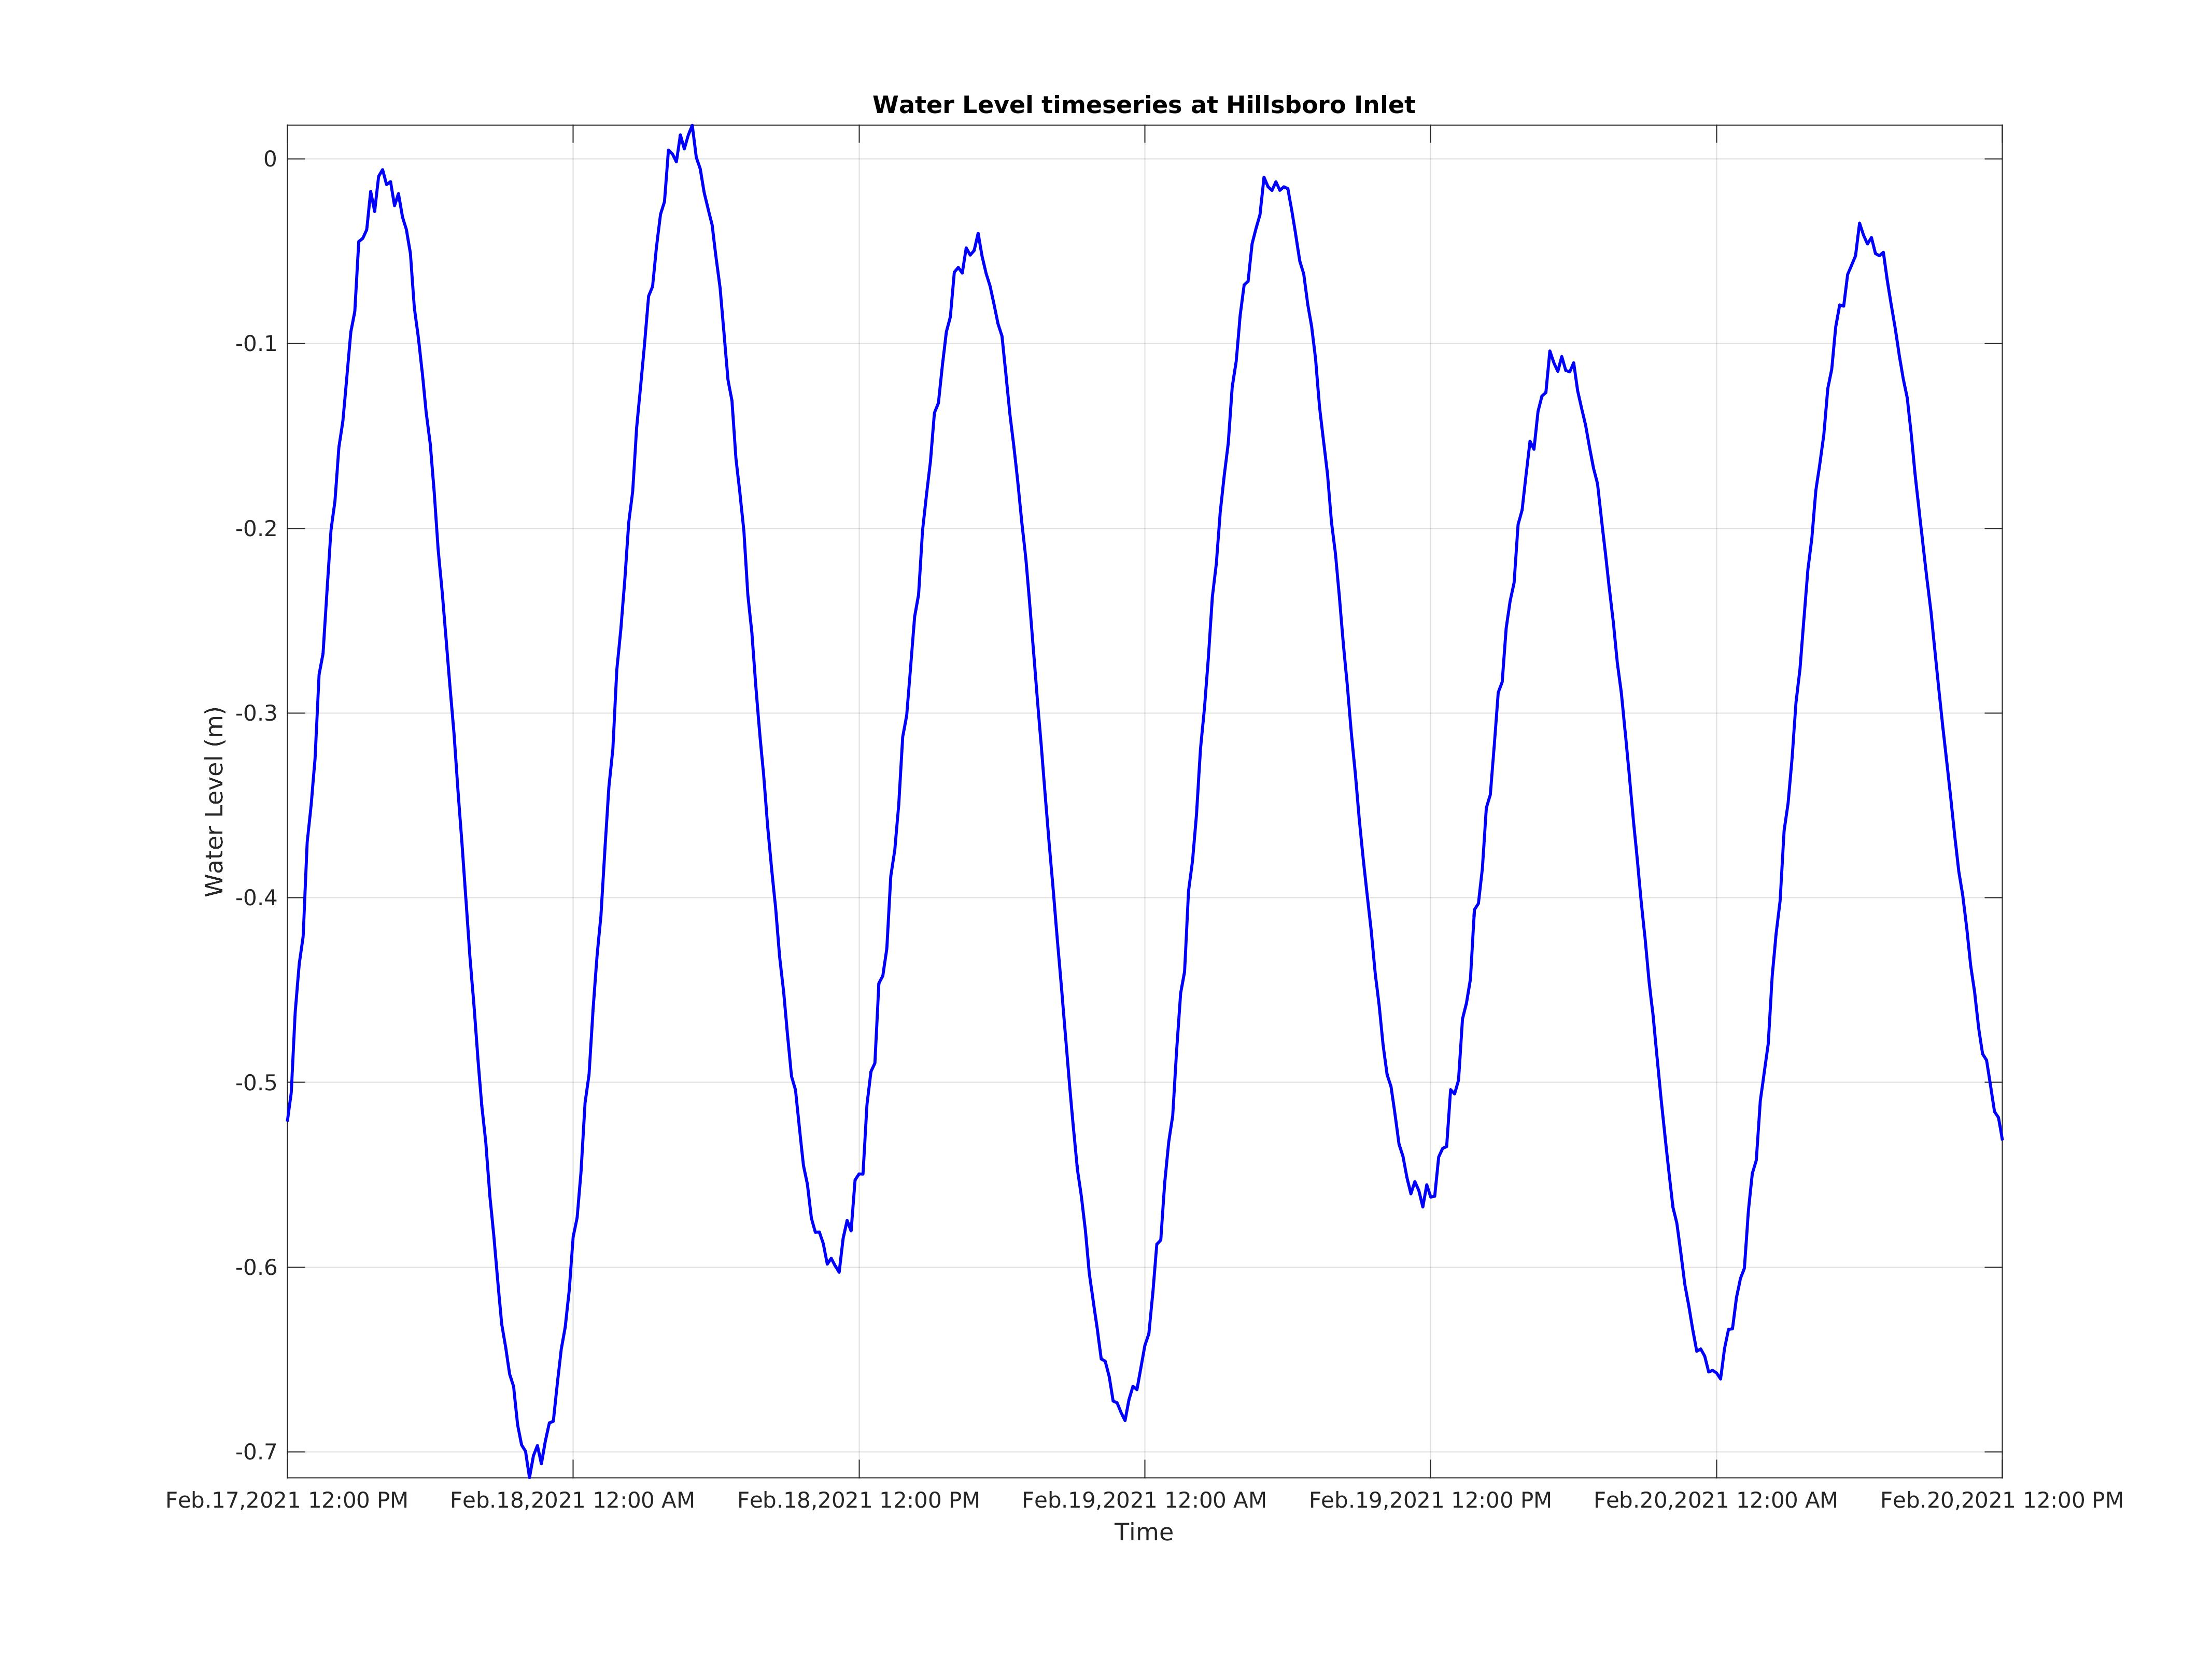 Water Level timeseries at Hillsboro Inlet
0
-0.1
-0.2
-0.3
-0.4
-0.5
-0.6
-0.7
Water Level (m)
Feb.17,2021 12:00 PM
Feb.18,2021 12:00 AM
Feb.18,2021 12:00 PM
Feb.19,2021 12:00 AM
Feb.19,2021 12:00 PM
Feb.20,2021 12:00 AM
Feb.20,2021 12:00 PM
Time